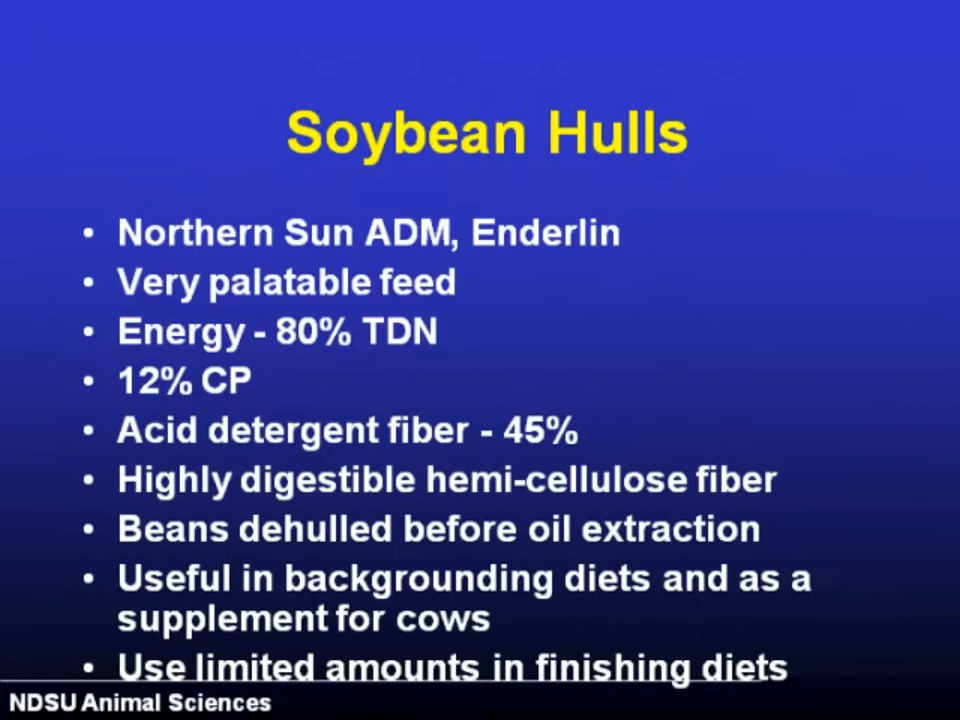 Soybean Hulls
• Northern Sun ADM, Enderlin
• Very palatable feed
• Energy - 80% TDN
• 12% CP
• Acid detergent fiber - 45%
• Highly digestible hemi-cellulose fiber
• Beans dehulled before oil extraction
• Useful in backgrounding diets and as a
supplement for cows
• Use limited amounts in finishing diets
NDSU Animal Sciences